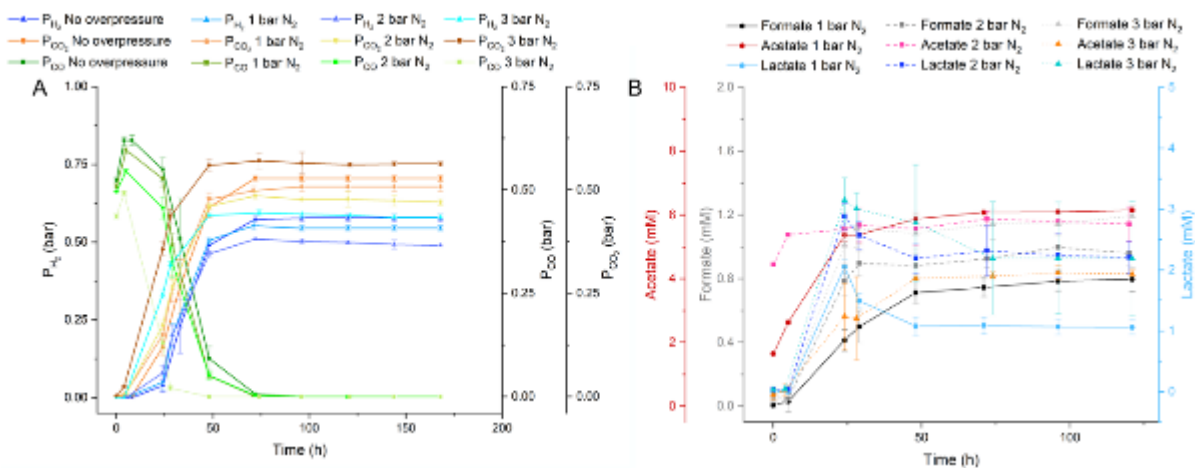 P_H₂ No overpressure P_H₂ 1 bar N₂ P_H₂ 2 bar N₂ P_H₂ 3 bar N₂
P_CO₂ No overpressure P_CO₂ 1 bar N₂ P_CO₂ 2 bar N₂ P_CO₂ 3 bar N₂
P_CO No overpressure P_CO 1 bar N₂ P_CO 2 bar N₂ P_CO 3 bar N₂
A
1.00
0.75
0.50
0.25
0.00
P_H₂ (bar)
0 50 100 150 200
Time (h)
0.75
0.50
0.25
0.00
P_CO (bar)
0.75
0.50
0.25
0.00
P_CO₂ (bar)
Formate 1 bar N₂ Formate 2 bar N₂ Formate 3 bar N₂
Acetate 1 bar N₂ Acetate 2 bar N₂ Acetate 3 bar N₂
Lactate 1 bar N₂ Lactate 2 bar N₂ Lactate 3 bar N₂
B
10
8
6
4
2
0
Acetate (mM)
2.0
1.6
1.2
0.8
0.4
0.0
Formate (mM)
0 50 100
Time (h)
5
4
3
2
1
0
Lactate (mM)